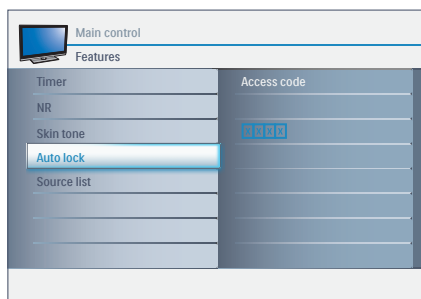 Main control
Features
Timer
NR
Skin tone
Auto lock
Source list
Access code
X X X X